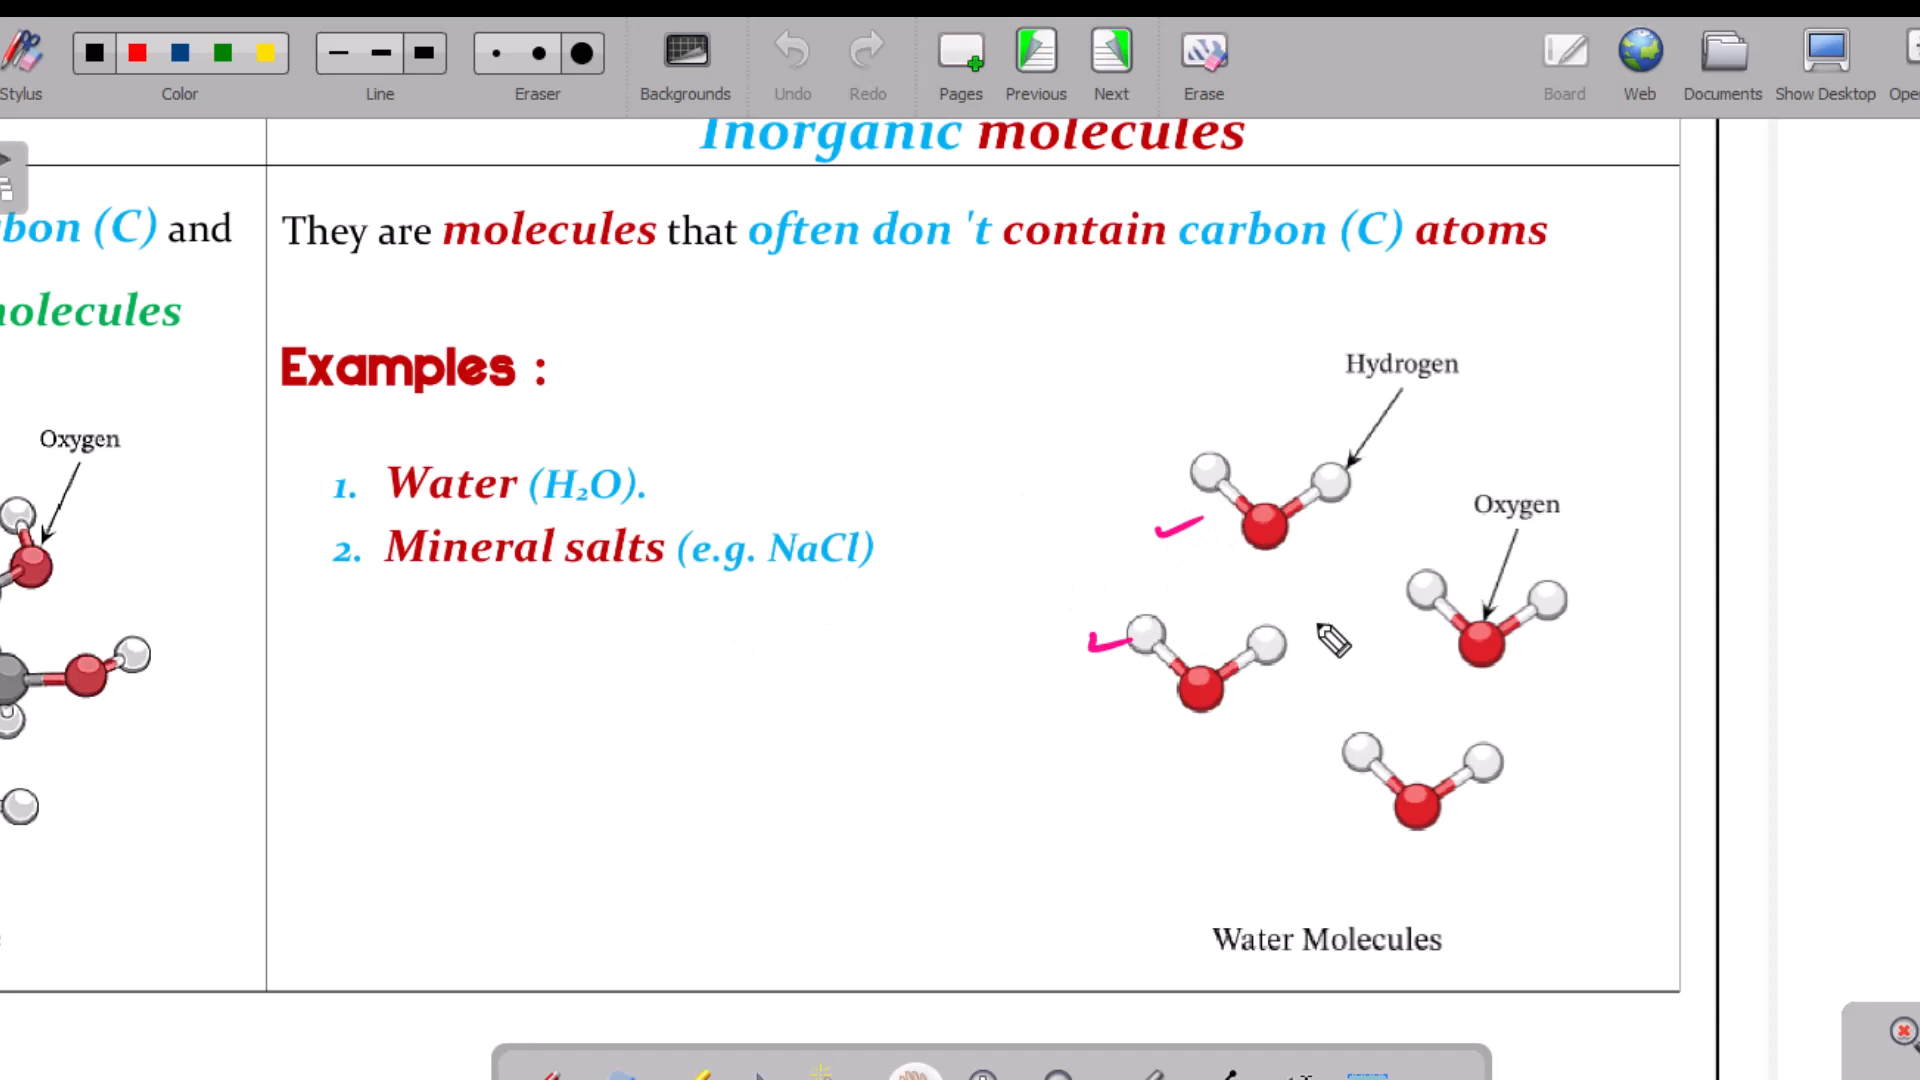 Stylus
Color
Line
Eraser
Backgrounds
Undo
Redo
Pages
Previous
Next
Erase
Board
Web
Documents
Show Desktop
Inorganic molecules
(C) and
They are molecules that often don 't contain carbon (C) atoms
Examples :
Hydrogen
Oxygen
1. Water (H₂O).
Oxygen
2. Mineral salts (e.g. NaCl)
Water Molecules